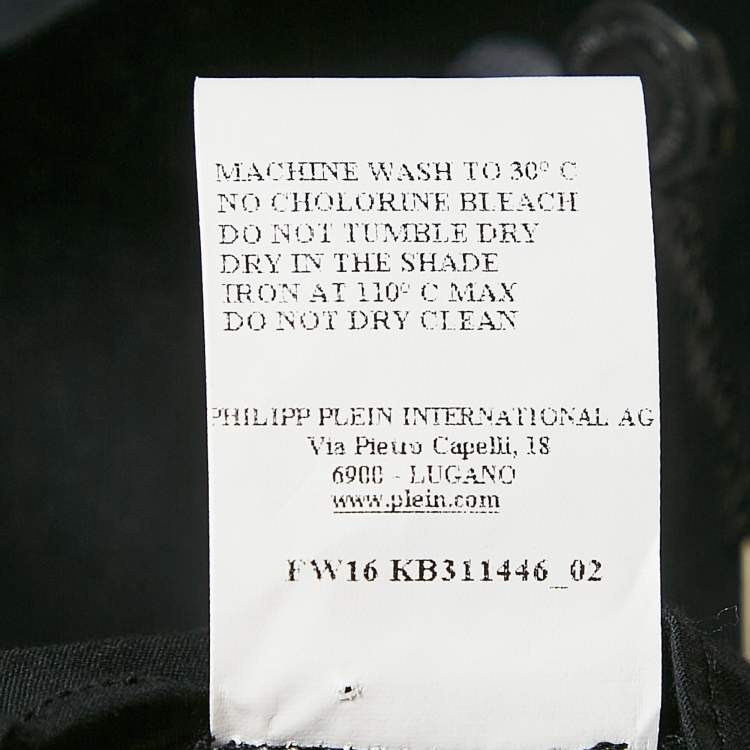 MACHINE WASH TO 30° C
NO CHOLORINE BLEACH
DO NOT TUMBLE DRY
DRY IN THE SHADE
IRON AT 110° C MAX
DO NOT DRY CLEAN
PHILIPP PLEIN INTERNATIONAL AG
Via Pietro Capelli, 18
6900 - LUGANO
www.plein.com
FW16 KB311446_02